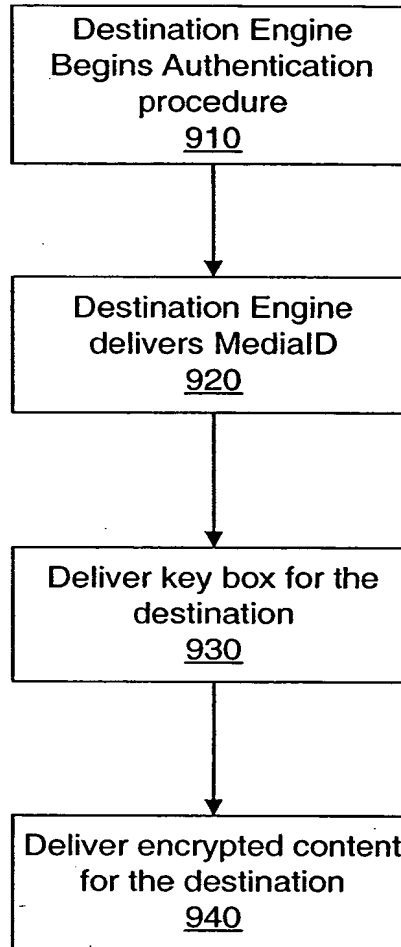 Destination Engine
Begins Authentication
procedure
910
Destination Engine
delivers MediaID
920
Deliver key box for the
destination
930
Deliver encrypted content
for the destination
940